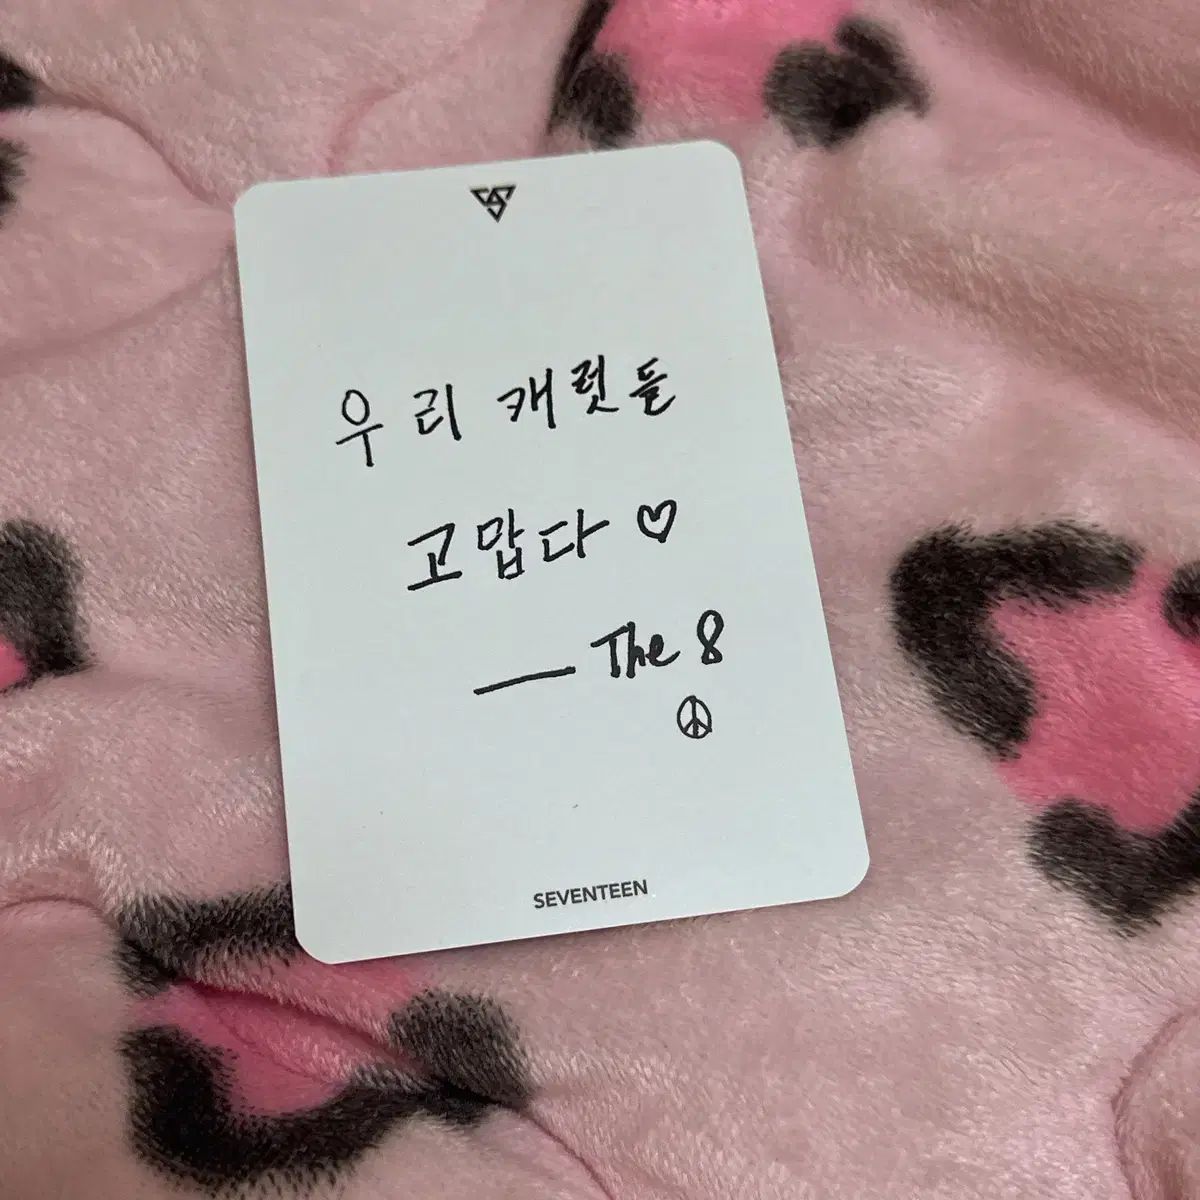 우리 캐럿들
고맙다 ♡
— The 8
SEVENTEEN